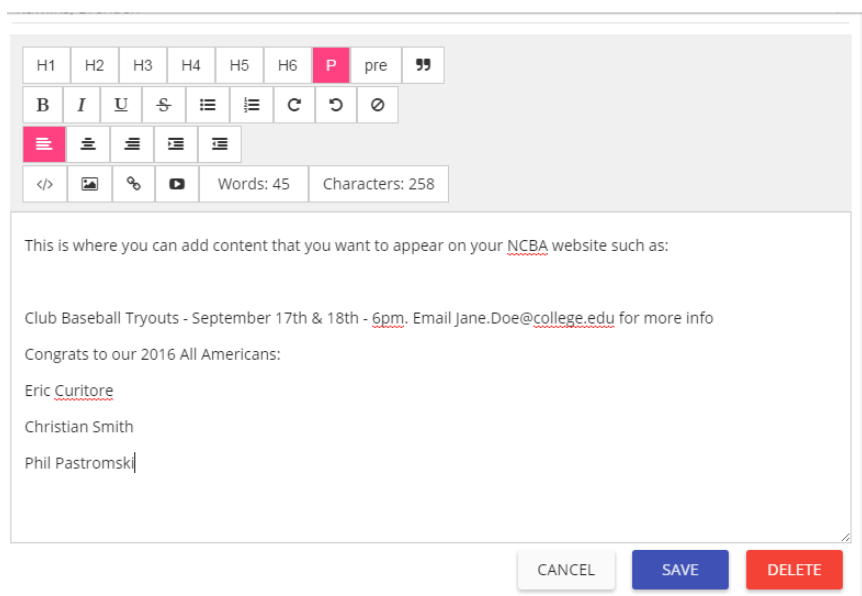 H1 H2 H3 H4 H5 H6 P pre ❞
B I U S
</> Words: 45 Characters: 258
This is where you can add content that you want to appear on your NCBA website such as:
Club Baseball Tryouts - September 17th & 18th - 6pm. Email Jane.Doe@college.edu for more info
Congrats to our 2016 All Americans:
Eric Curitore
Christian Smith
Phil Pastromski
CANCEL SAVE DELETE